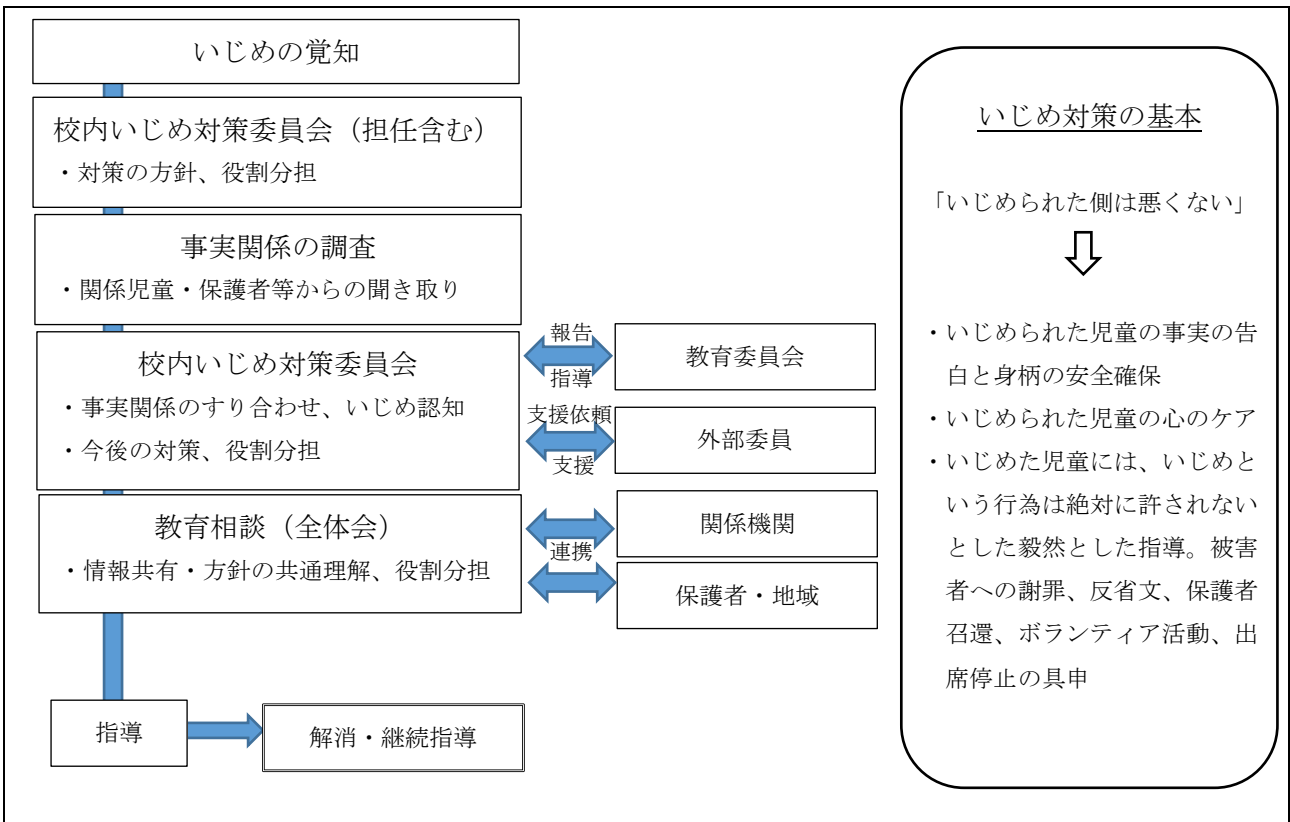 いじめの覚知
校内いじめ対策委員会（担任含む）
・対策の方針、役割分担
事実関係の調査
・関係児童・保護者等からの聞き取り
校内いじめ対策委員会
・事実関係のすり合わせ、いじめ認知
・今後の対策、役割分担
報告
指導
教育委員会
支援依頼
支援
外部委員
教育相談（全体会）
・情報共有・方針の共通理解、役割分担
連携
関係機関
保護者・地域
指導
解消・継続指導
いじめ対策の基本
「いじめられた側は悪くない」
・いじめられた児童の事実の告
白と身柄の安全確保
・いじめられた児童の心のケア
・いじめた児童には、いじめと
いう行為は絶対に許されない
とした毅然とした指導。被害
者への謝罪、反省文、保護者
召還、ボランティア活動、出
席停止の具申